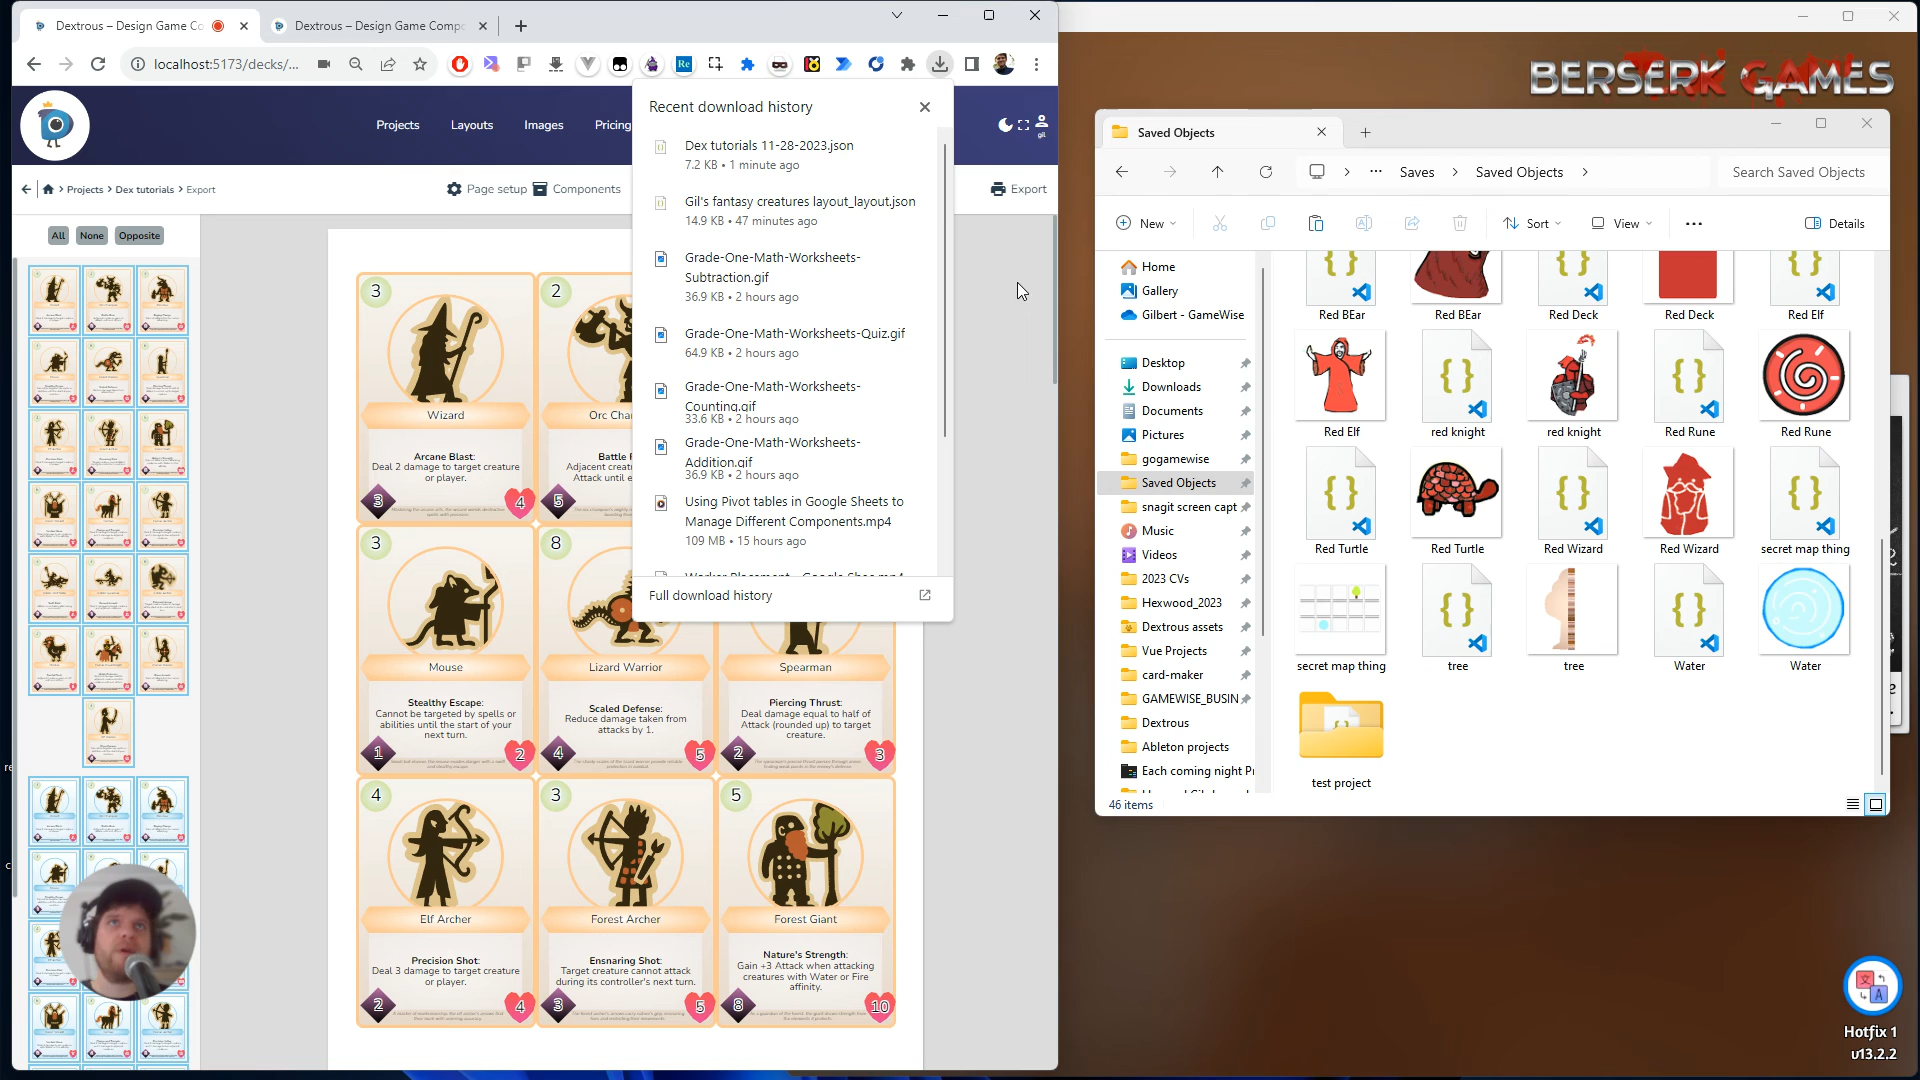 Dextrous – Design Game Co
Dextrous – Design Game Compo
localhost:5173/decks/...
Projects
Layouts
Images
Pricing
gil
Projects > Dex tutorials > Export
Page setup
Components
Export
All
None
Opposite
Recent download history
Dex tutorials 11-28-2023.json
7.2 KB • 1 minute ago
Gil's fantasy creatures layout_layout.json
14.9 KB • 47 minutes ago
Grade-One-Math-Worksheets-
Subtraction.gif
36.9 KB • 2 hours ago
Grade-One-Math-Worksheets-Quiz.gif
64.9 KB • 2 hours ago
Grade-One-Math-Worksheets-
Counting.gif
33.6 KB • 2 hours ago
Grade-One-Math-Worksheets-
Addition.gif
36.9 KB • 2 hours ago
Using Pivot tables in Google Sheets to
Manage Different Components.mp4
109 MB • 15 hours ago
Full download history
3
Wizard
Arcane Blast:
Deal 2 damage to target creature
or player.
3
4
2
Orc Cha
Battle
Adjacent creat
Attack until e
5
3
Mouse
Stealthy Escape:
Cannot be targeted by spells or
abilities until the start of your
next turn.
1
2
8
Lizard Warrior
Scaled Defense:
Reduce damage taken from
attacks by 1.
4
5
Spearman
Piercing Thrust:
Deal damage equal to half of
Attack (rounded up) to target
creature.
2
3
4
Elf Archer
Precision Shot:
Deal 3 damage to target creature
or player.
2
4
3
Forest Archer
Ensnaring Shot:
Target creature cannot attack
during its controller's next turn.
3
5
5
Forest Giant
Nature's Strength:
Gain +3 Attack when attacking
creatures with Water or Fire
affinity.
8
10
BERSERK GAMES
Saved Objects
Saves > Saved Objects >
Search Saved Objects
New
Sort
View
Details
Home
Gallery
Gilbert - GameWise
Desktop
Downloads
Documents
Pictures
gogamewise
Saved Objects
snagit screen capt
Music
Videos
2023 CVs
Hexwood_2023
Dextrous assets
Vue Projects
card-maker
GAMEWISE_BUSIN
Dextrous
Ableton projects
Each coming night Pr
Red BEar
Red BEar
Red Deck
Red Deck
Red Elf
Red Elf
red knight
red knight
Red Rune
Red Rune
Red Turtle
Red Turtle
Red Wizard
Red Wizard
secret map thing
secret map thing
tree
tree
Water
Water
test project
46 items
Hotfix 1
v13.2.2